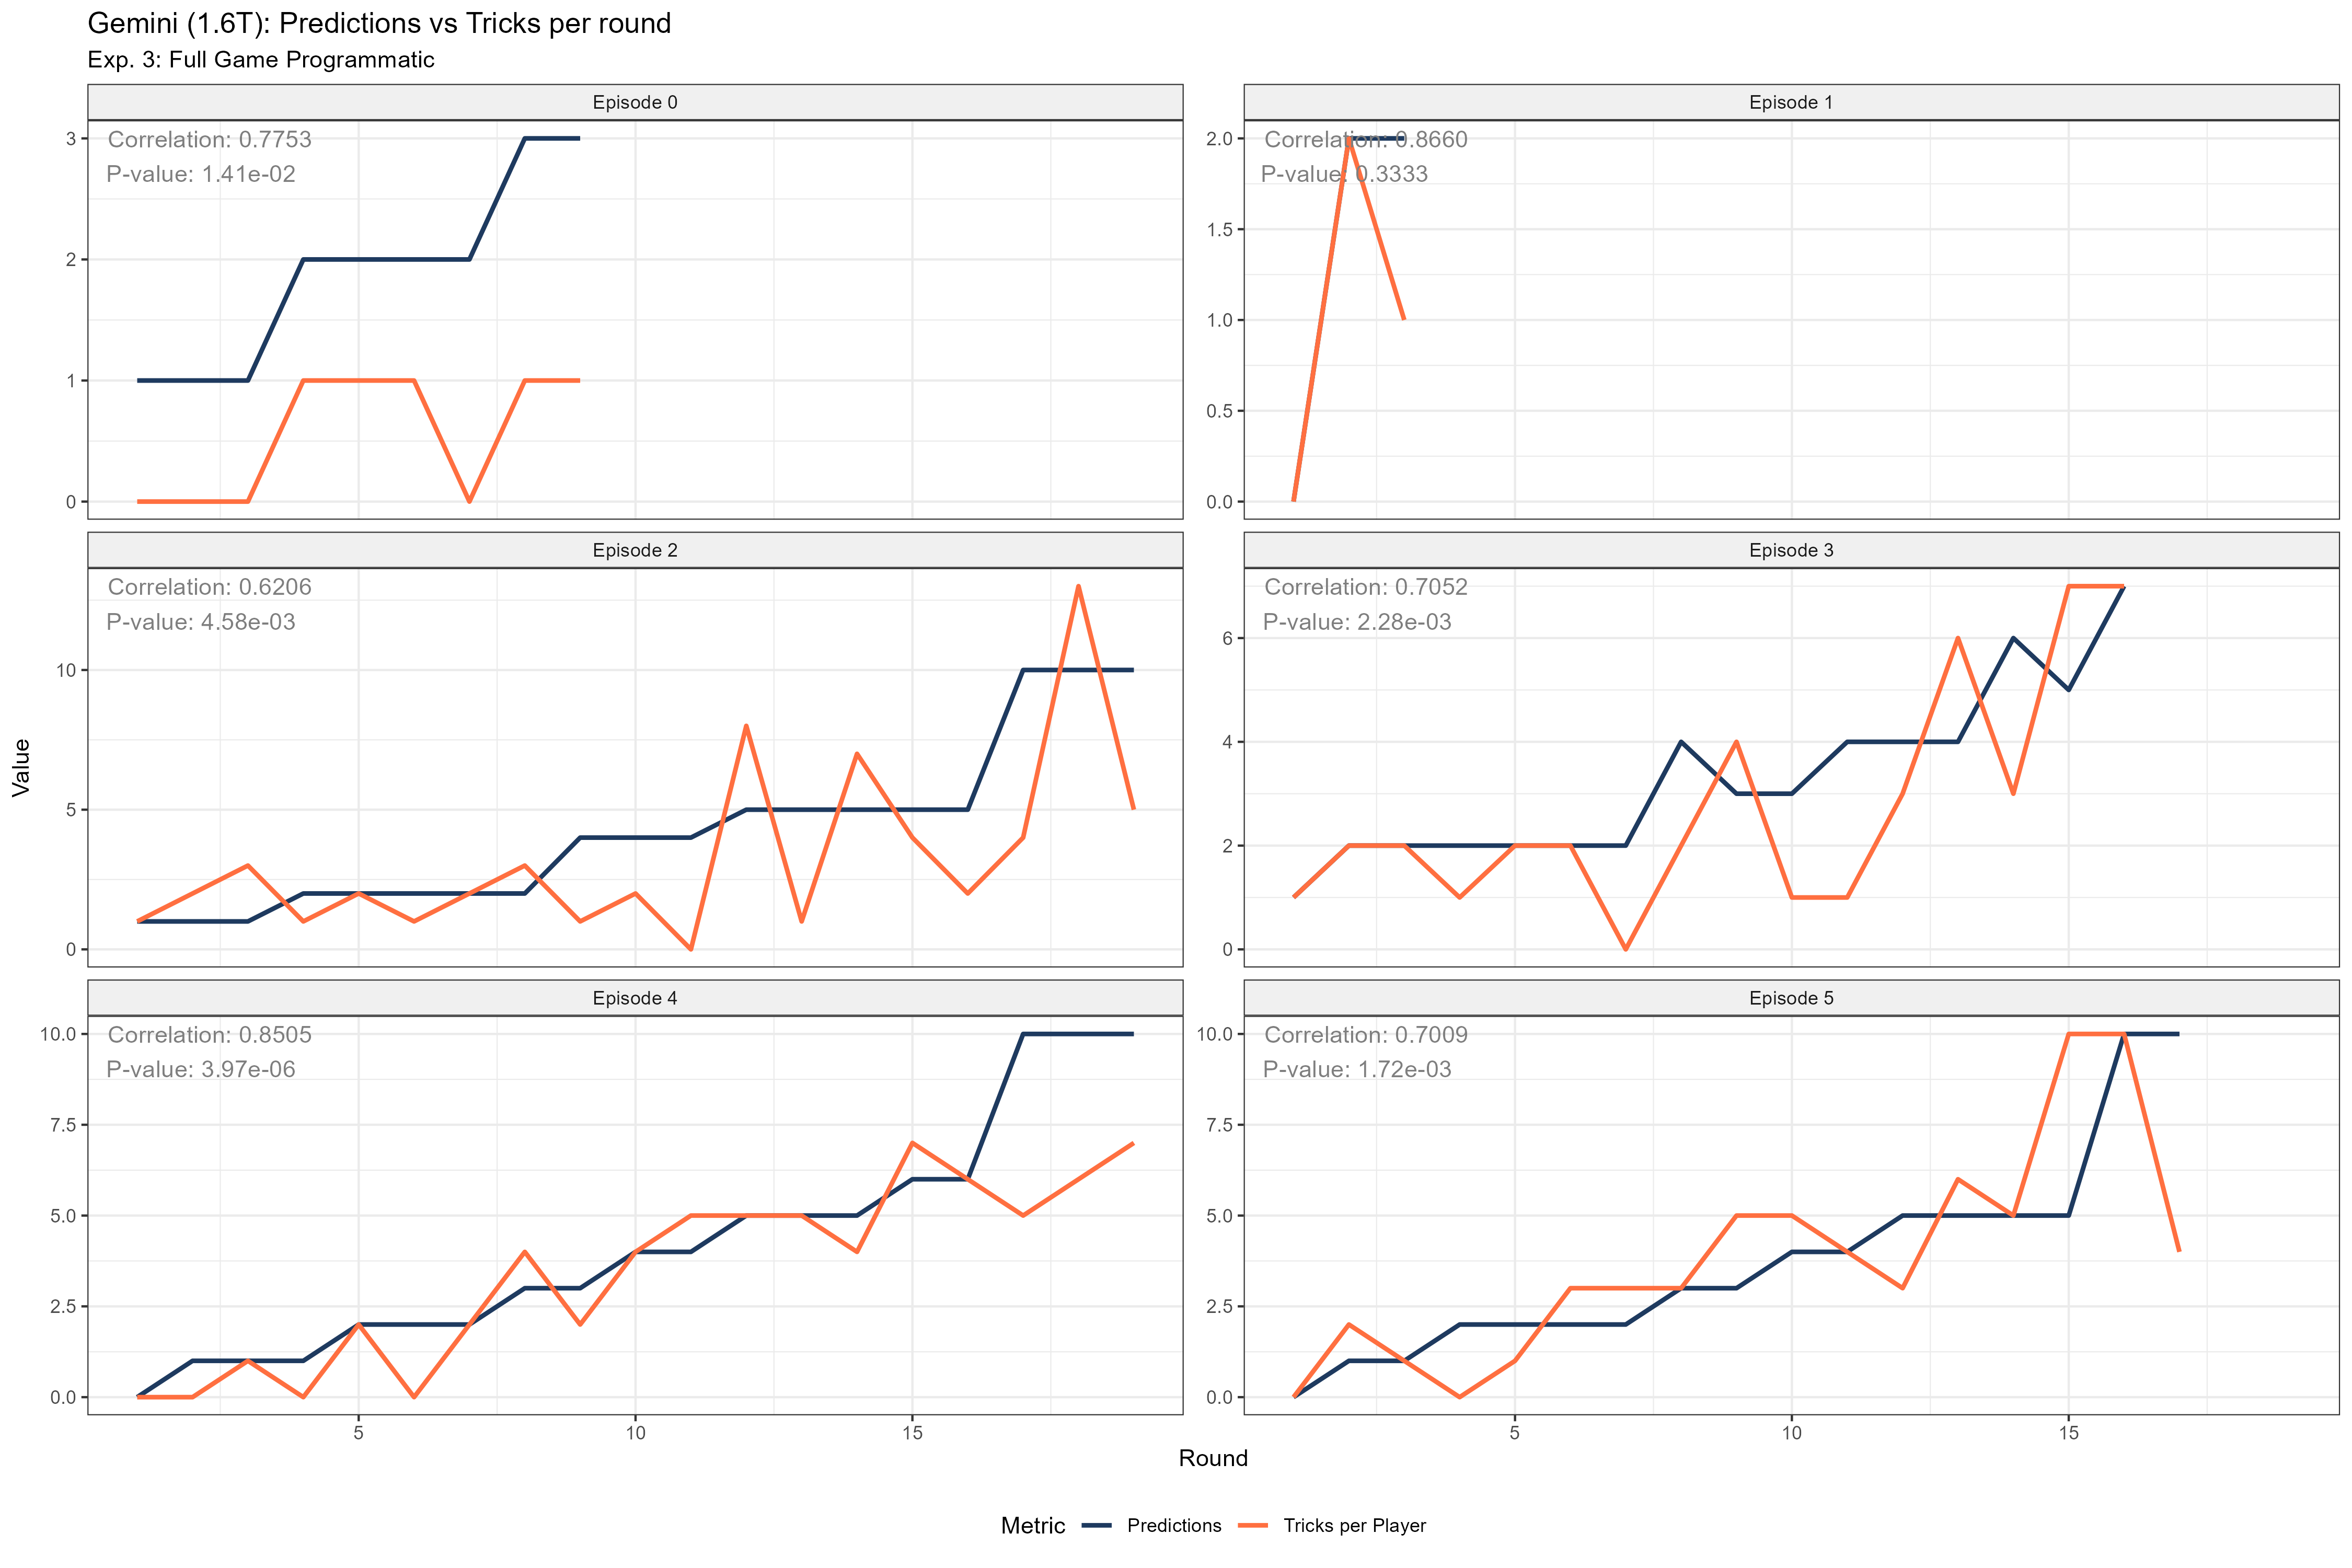 Gemini (1.6T): Predictions vs Tricks per round
Exp. 3: Full Game Programmatic
Episode 0
Correlation: 0.7753
P-value: 1.41e-02
3
2
1
0
Episode 1
Correlation: 0.8660
P-value: 0.3333
2.0
1.5
1.0
0.5
0.0
Episode 2
Correlation: 0.6206
P-value: 4.58e-03
10
5
0
Episode 3
Correlation: 0.7052
P-value: 2.28e-03
6
4
2
0
Value
Episode 4
Correlation: 0.8505
P-value: 3.97e-06
10.0
7.5
5.0
2.5
0.0
5 10 15
Episode 5
Correlation: 0.7009
P-value: 1.72e-03
10.0
7.5
5.0
2.5
0.0
5 10 15
Round
Metric Predictions Tricks per Player